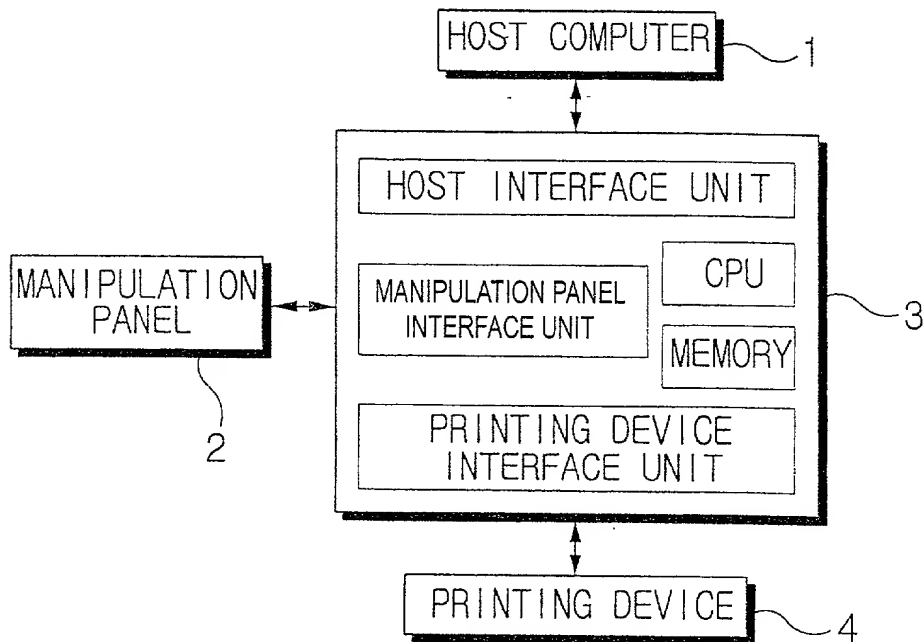 HOST COMPUTER
1
HOST INTERFACE UNIT
CPU
MANIPULATION
PANEL
MANIPULATION PANEL
INTERFACE UNIT
3
MEMORY
2
PRINTING DEVICE
INTERFACE UNIT
PRINTING DEVICE
4